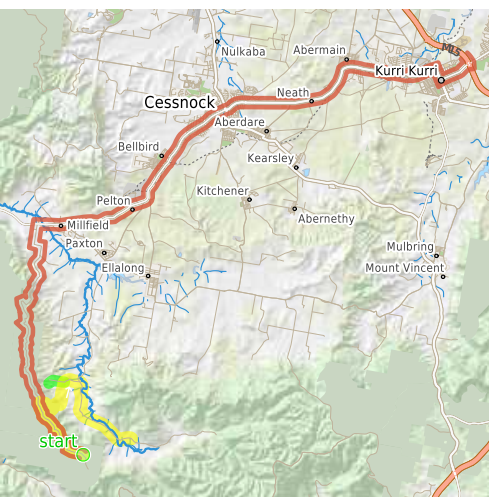 Nulkaba
Abermain
M15
Kurri Kurri
Neath
Cessnock
Aberdare
Bellbird
Kearsley
Kitchener
Pelton
Abernethy
Millfield
Paxton
Mulbring
Ellalong
Mount Vincent
start